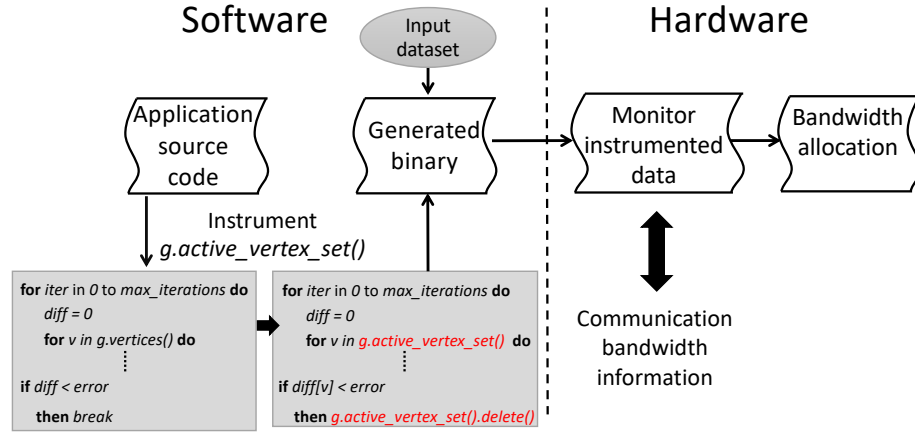 Software
Hardware
Input
dataset
Application
source
code
Generated
binary
Monitor
instrumented
data
Bandwidth
allocation
Instrument
g.active_vertex_set()
for iter in 0 to max_iterations do
diff = 0
for v in g.vertices() do
if diff < error
then break
for iter in 0 to max_iterations do
diff = 0
for v in g.active_vertex_set() do
if diff[v] < error
then g.active_vertex_set().delete()
Communication
bandwidth
information